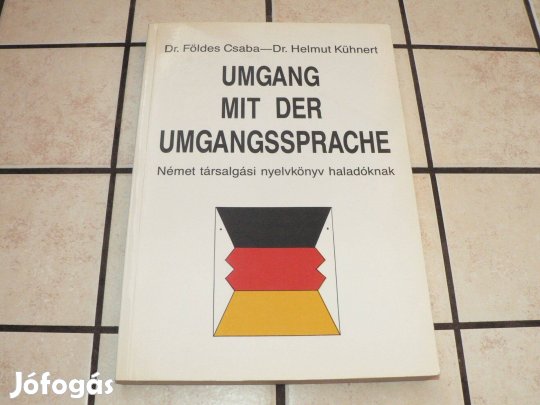 Dr. Földes Csaba—Dr. Helmut Kühnert
UMGANG
MIT DER
UMGANGSSPRACHE
Német társalgási nyelvkönyv haladóknak
Jófogás